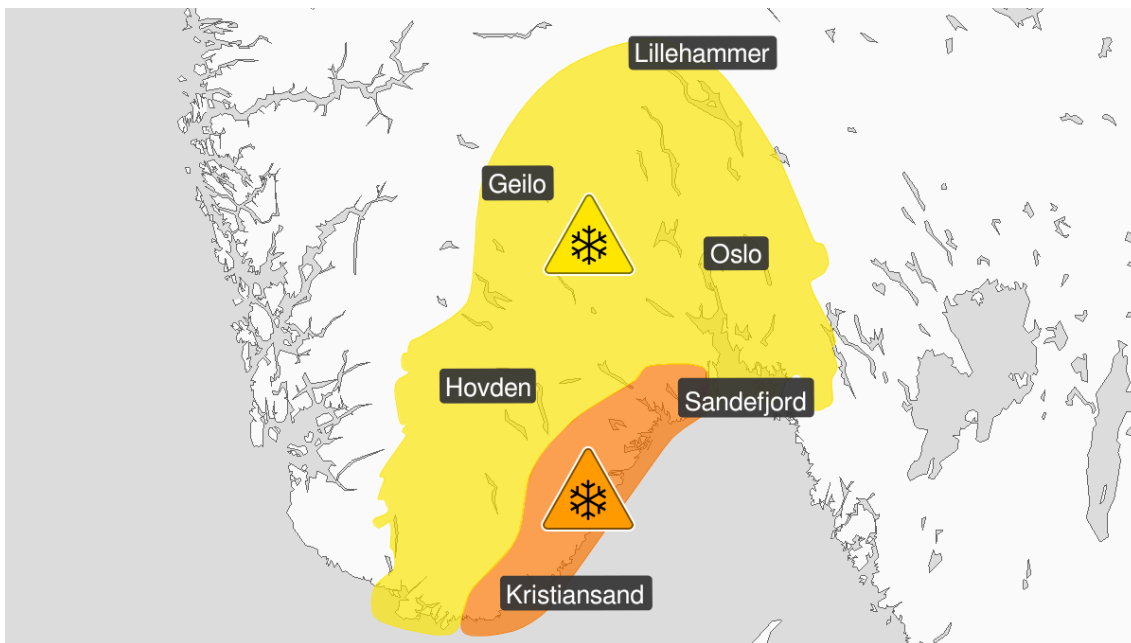 Lillehammer
Geilo
Oslo
Hovden
Sandefjord
Kristiansand